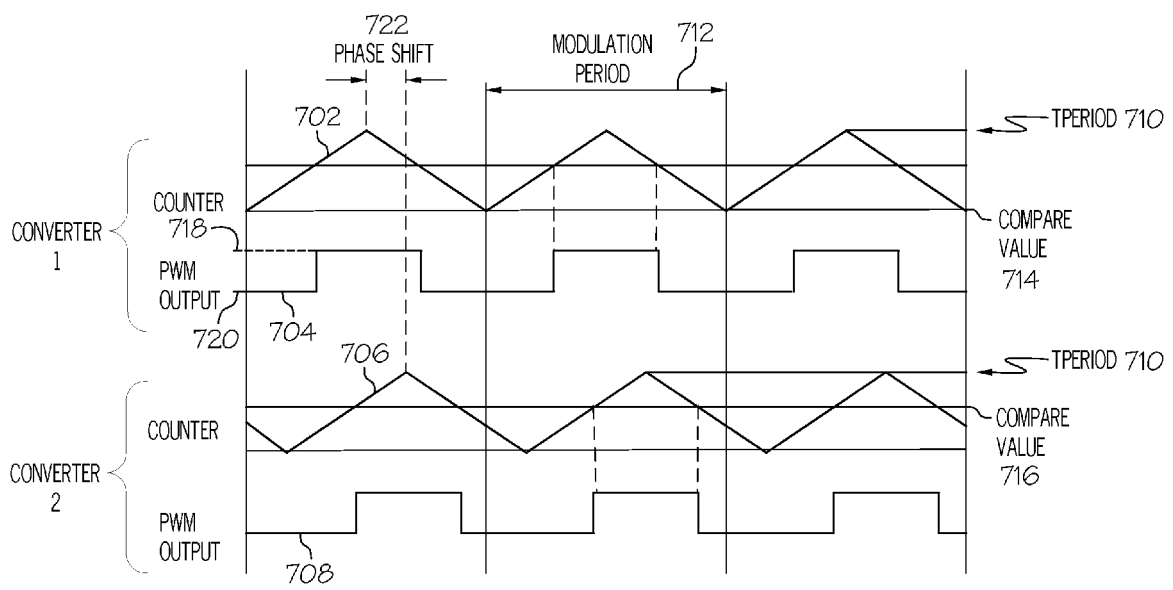 722
PHASE SHIFT
MODULATION
PERIOD
712
702
TPERIOD 710
COUNTER
718
CONVERTER
1
PWM
OUTPUT
720
704
COMPARE
VALUE
714
706
TPERIOD 710
COUNTER
CONVERTER
2
COMPARE
VALUE
716
PWM
OUTPUT
708